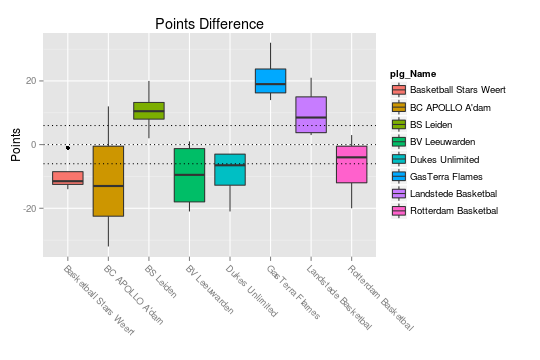 Points Difference
Points
20
0
-20
Basketball Stars Weert
BC APOLLO A'dam
BS Leiden
BV Leeuwarden
Dukes Unlimited
GasTerra Flames
Landstede Basketbal
Rotterdam Basketbal
plg_Name
Basketball Stars Weert
BC APOLLO A'dam
BS Leiden
BV Leeuwarden
Dukes Unlimited
GasTerra Flames
Landstede Basketbal
Rotterdam Basketbal